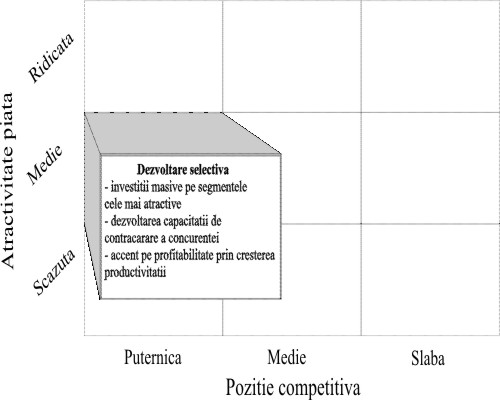 Atractivitate piata
Ridicata
Medie
Scazuta
Dezvoltare selectiva
- investitii masive pe segmentele
cele mai atractive
- dezvoltarea capacitatii de
contracarare a concurentei
- accent pe profitabilitate prin cresterea
productivitatii
Puternica
Medie
Slaba
Pozitie competitiva